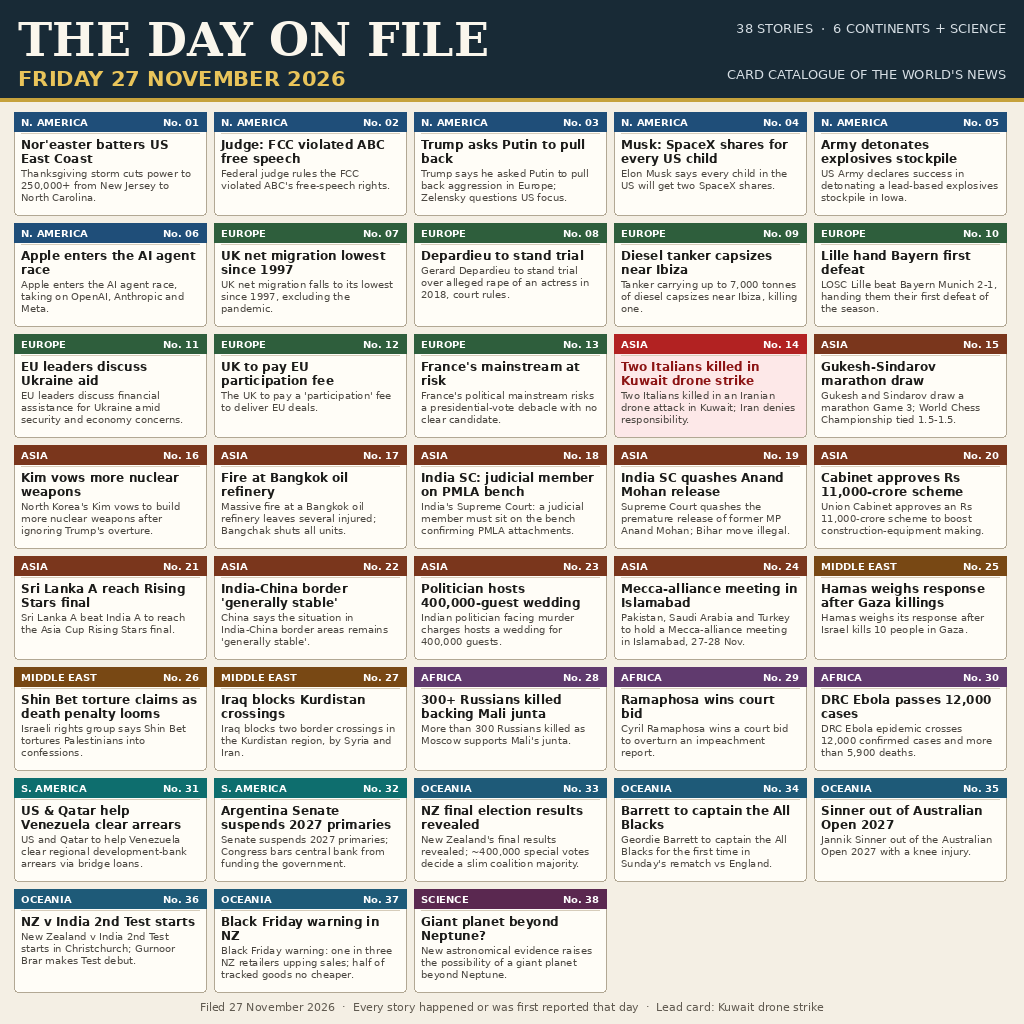 THE DAY ON FILE
FRIDAY 27 NOVEMBER 2026
38 STORIES · 6 CONTINENTS + SCIENCE
CARD CATALOGUE OF THE WORLD'S NEWS
N. AMERICA No. 01
Nor'easter batters US
East Coast
Thanksgiving storm cuts power to
250,000+ from New Jersey to
North Carolina.
N. AMERICA No. 02
Judge: FCC violated ABC
free speech
Federal judge rules the FCC
violated ABC's free-speech rights.
N. AMERICA No. 03
Trump asks Putin to pull
back
Trump says he asked Putin to pull
back aggression in Europe;
Zelensky questions US focus.
N. AMERICA No. 04
Musk: SpaceX shares for
every US child
Elon Musk says every child in the
US will get two SpaceX shares.
N. AMERICA No. 05
Army detonates
explosives stockpile
US Army declares success in
detonating a lead-based explosives
stockpile in Iowa.
N. AMERICA No. 06
Apple enters the AI agent
race
Apple enters the AI agent race,
taking on OpenAI, Anthropic and
Meta.
EUROPE No. 07
UK net migration lowest
since 1997
UK net migration falls to its lowest
since 1997, excluding the
pandemic.
EUROPE No. 08
Depardieu to stand trial
Gerard Depardieu to stand trial
over alleged rape of an actress in
2018, court rules.
EUROPE No. 09
Diesel tanker capsizes
near Ibiza
Tanker carrying up to 7,000 tonnes
of diesel capsizes near Ibiza, killing
one.
EUROPE No. 10
Lille hand Bayern first
defeat
LOSC Lille beat Bayern Munich 2-1,
handing them their first defeat of
the season.
EUROPE No. 11
EU leaders discuss
Ukraine aid
EU leaders discuss financial
assistance for Ukraine amid
security and economy concerns.
EUROPE No. 12
UK to pay EU
participation fee
The UK to pay a 'participation' fee
to deliver EU deals.
EUROPE No. 13
France's mainstream at
risk
France's political mainstream risks
a presidential-vote debacle with no
clear candidate.
ASIA No. 14
Two Italians killed in
Kuwait drone strike
Two Italians killed in an Iranian
drone attack in Kuwait; Iran denies
responsibility.
ASIA No. 15
Gukesh-Sindarov
marathon draw
Gukesh and Sindarov draw a
marathon Game 3; World Chess
Championship tied 1.5-1.5.
ASIA No. 16
Kim vows more nuclear
weapons
North Korea's Kim vows to build
more nuclear weapons after
ignoring Trump's overture.
ASIA No. 17
Fire at Bangkok oil
refinery
Massive fire at a Bangkok oil
refinery leaves several injured;
Bangchak shuts all units.
ASIA No. 18
India SC: judicial member
on PMLA bench
India's Supreme Court: a judicial
member must sit on the bench
confirming PMLA attachments.
ASIA No. 19
India SC quashes Anand
Mohan release
Supreme Court quashes the
premature release of former MP
Anand Mohan; Bihar move illegal.
ASIA No. 20
Cabinet approves Rs
11,000-crore scheme
Union Cabinet approves an Rs
11,000-crore scheme to boost
construction-equipment making.
ASIA No. 21
Sri Lanka A reach Rising
Stars final
Sri Lanka A beat India A to reach
the Asia Cup Rising Stars final.
ASIA No. 22
India-China border
'generally stable'
China says the situation in
India-China border areas remains
'generally stable'.
ASIA No. 23
Politician hosts
400,000-guest wedding
Indian politician facing murder
charges hosts a wedding for
400,000 guests.
ASIA No. 24
Mecca-alliance meeting in
Islamabad
Pakistan, Saudi Arabia and Turkey
to hold a Mecca-alliance meeting
in Islamabad, 27-28 Nov.
MIDDLE EAST No. 25
Hamas weighs response
after Gaza killings
Hamas weighs its response after
Israel kills 10 people in Gaza.
MIDDLE EAST No. 26
Shin Bet torture claims as
death penalty looms
Israeli rights group says Shin Bet
tortures Palestinians into
confessions.
MIDDLE EAST No. 27
Iraq blocks Kurdistan
crossings
Iraq blocks two border crossings in
the Kurdistan region, by Syria and
Iran.
AFRICA No. 28
300+ Russians killed
backing Mali junta
More than 300 Russians killed as
Moscow supports Mali's junta.
AFRICA No. 29
Ramaphosa wins court
bid
Cyril Ramaphosa wins a court bid
to overturn an impeachment
report.
AFRICA No. 30
DRC Ebola passes 12,000
cases
DRC Ebola epidemic crosses
12,000 confirmed cases and more
than 5,900 deaths.
S. AMERICA No. 31
US & Qatar help
Venezuela clear arrears
US and Qatar to help Venezuela
clear regional development-bank
arrears via bridge loans.
S. AMERICA No. 32
Argentina Senate
suspends 2027 primaries
Senate suspends 2027 primaries;
Congress bars central bank from
funding the government.
OCEANIA No. 33
NZ final election results
revealed
New Zealand's final results
revealed; ~400,000 special votes
decide a slim coalition majority.
OCEANIA No. 34
Barrett to captain the All
Blacks
Geordie Barrett to captain the All
Blacks for the first time in
Sunday's rematch vs England.
OCEANIA No. 35
Sinner out of Australian
Open 2027
Jannik Sinner out of the Australian
Open 2027 with a knee injury.
OCEANIA No. 36
NZ v India 2nd Test starts
New Zealand v India 2nd Test
starts in Christchurch; Gurnoor
Brar makes Test debut.
OCEANIA No. 37
Black Friday warning in
NZ
Black Friday warning: one in three
NZ retailers upping sales; half of
tracked goods no cheaper.
SCIENCE No. 38
Giant planet beyond
Neptune?
New astronomical evidence raises
the possibility of a giant planet
beyond Neptune.
Filed 27 November 2026 · Every story happened or was first reported that day · Lead card: Kuwait drone strike